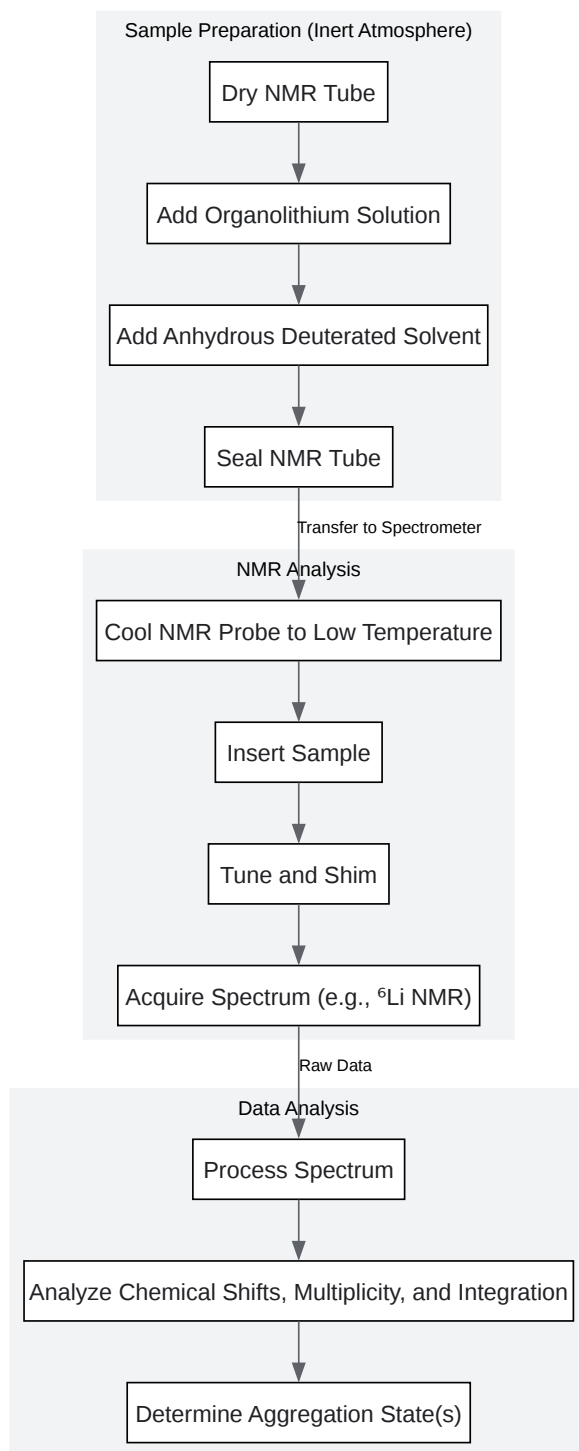 Sample Preparation (Inert Atmosphere)
Dry NMR Tube
Add Organolithium Solution
Add Anhydrous Deuterated Solvent
Seal NMR Tube
Transfer to Spectrometer
NMR Analysis
Cool NMR Probe to Low Temperature
Insert Sample
Tune and Shim
Acquire Spectrum (e.g., ⁶Li NMR)
Raw Data
Data Analysis
Process Spectrum
Analyze Chemical Shifts, Multiplicity, and Integration
Determine Aggregation State(s)